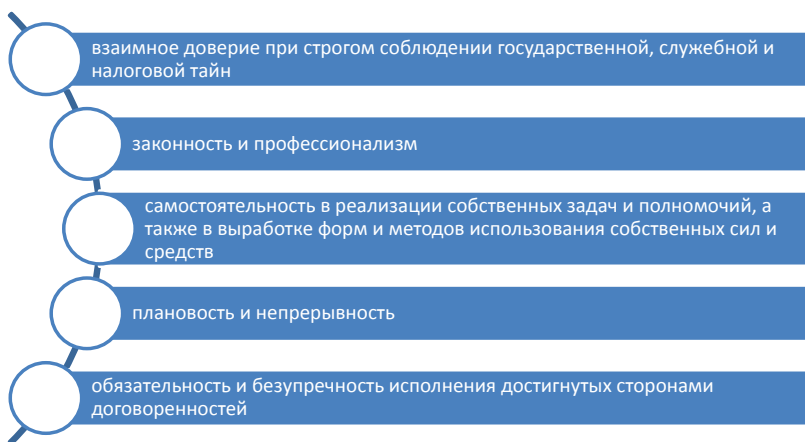 взаимное доверие при строгом соблюдении государственной, служебной и
налоговой тайн
законность и профессионализм
самостоятельность в реализации собственных задач и полномочий, а
также в выработке форм и методов использования собственных сил и
средств
плановость и непрерывность
обязательность и безупречность исполнения достигнутых сторонами
договоренностей